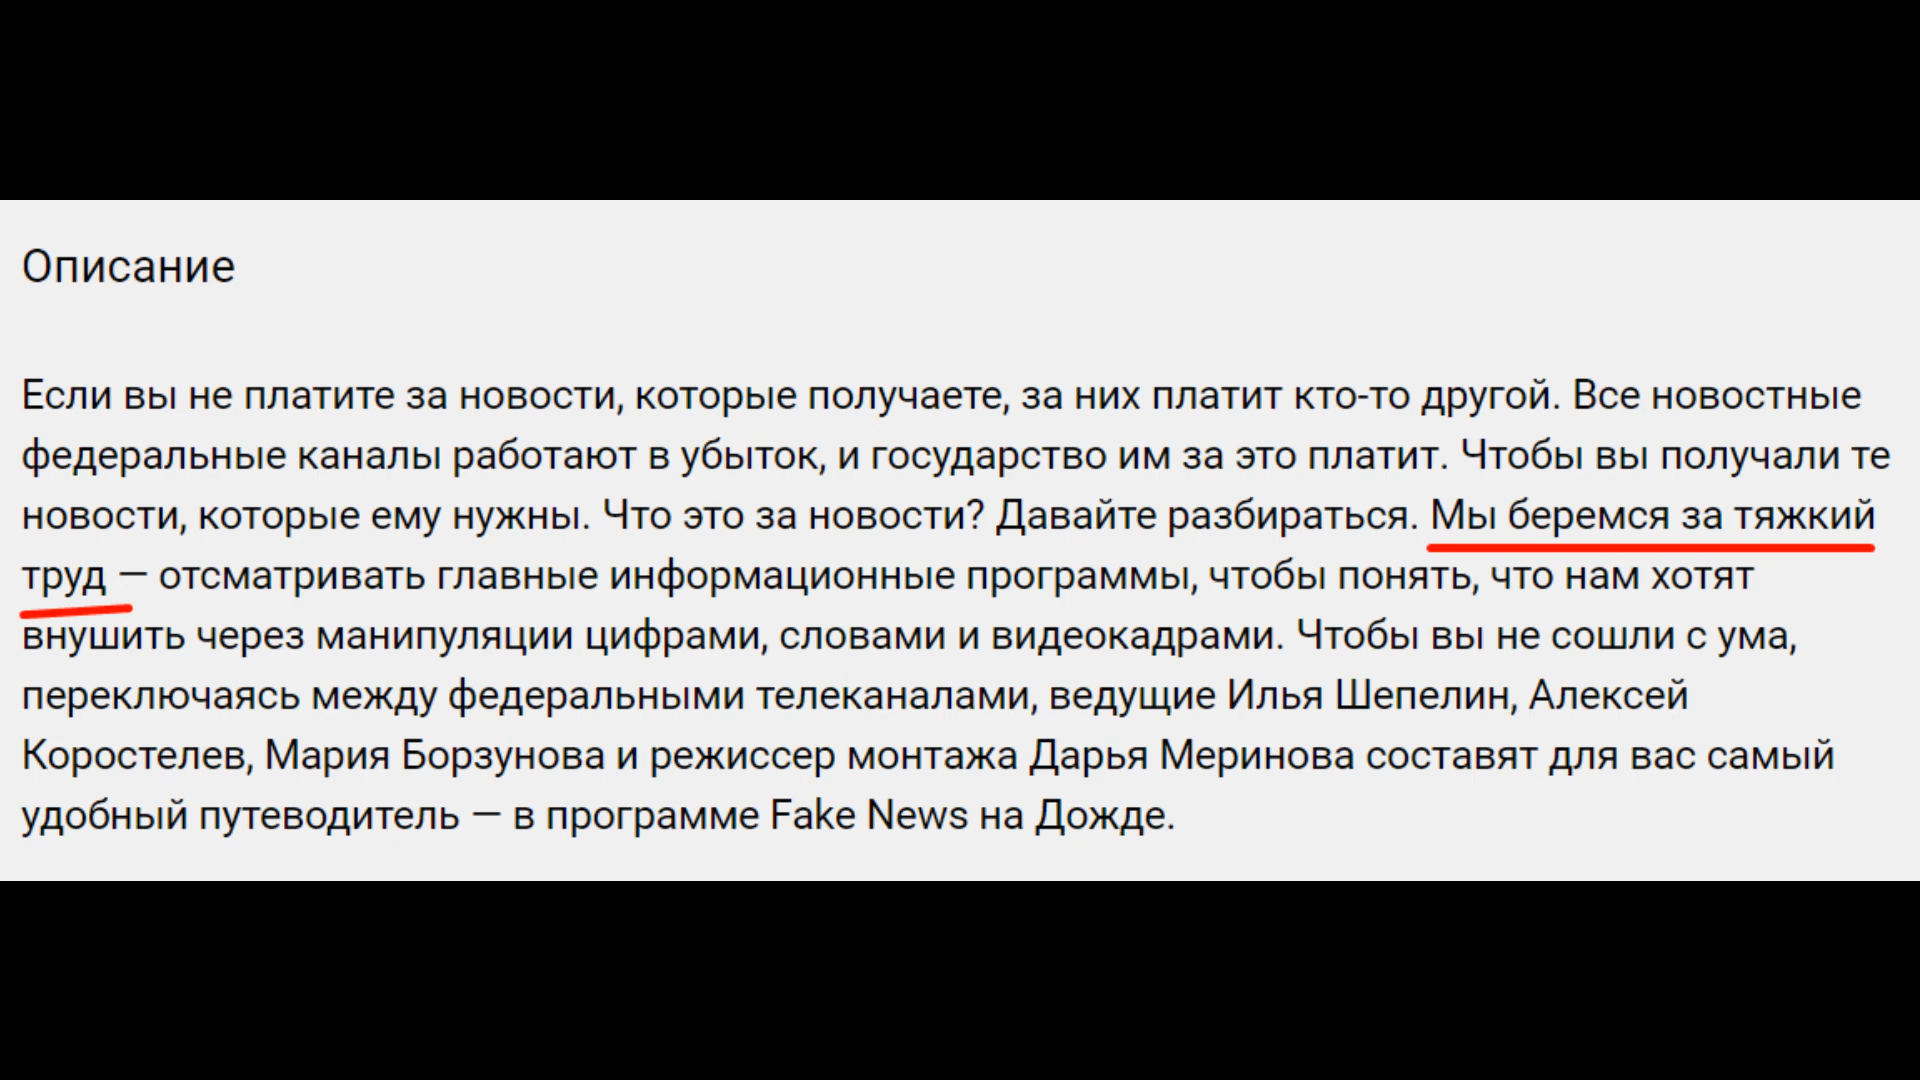 Описание
Если вы не платите за новости, которые получаете, за них платит кто-то другой. Все новостные
федеральные каналы работают в убыток, и государство им за это платит. Чтобы вы получали те
новости, которые ему нужны. Что это за новости? Давайте разбираться. Мы беремся за тяжкий
труд — отсматривать главные информационные программы, чтобы понять, что нам хотят
внушить через манипуляции цифрами, словами и видеокадрами. Чтобы вы не сошли с ума,
переключаясь между федеральными телеканалами, ведущие Илья Шепелин, Алексей
Коростелев, Мария Борзунова и режиссер монтажа Дарья Меринова составят для вас самый
удобный путеводитель — в программе Fake News на Дожде.